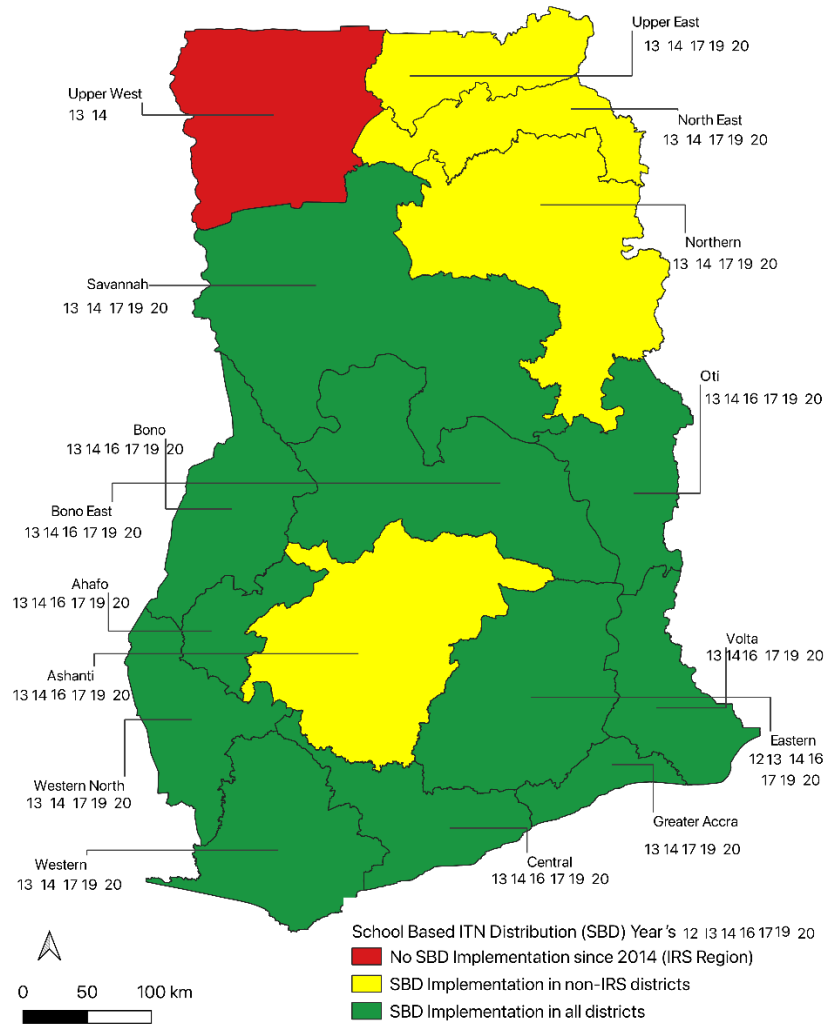 Upper East
13 14 17 19 20
Upper West
13 14
North East
13 14 17 19 20
Northern
13 14 17 19 20
Savannah
13 14 17 19 20
Oti
13 14 16 17 19 20
Bono
13 14 16 17 19 20
Bono East
13 14 16 17 19 20
Ahafo
13 14 16 17 19 20
Volta
13 14 16 17 19 20
Ashanti
13 14 16 17 19 20
Eastern
12 13 14 16
17 19 20
Western North
13 14 17 19 20
Greater Accra
13 14 17 19 20
Western
13 14 17 19 20
Central
13 14 16 17 19 20
School Based ITN Distribution (SBD) Year's 12 13 14 16 17 19 20
No SBD Implementation since 2014 (IRS Region)
SBD Implementation in non-IRS districts
SBD Implementation in all districts
0 50 100 km